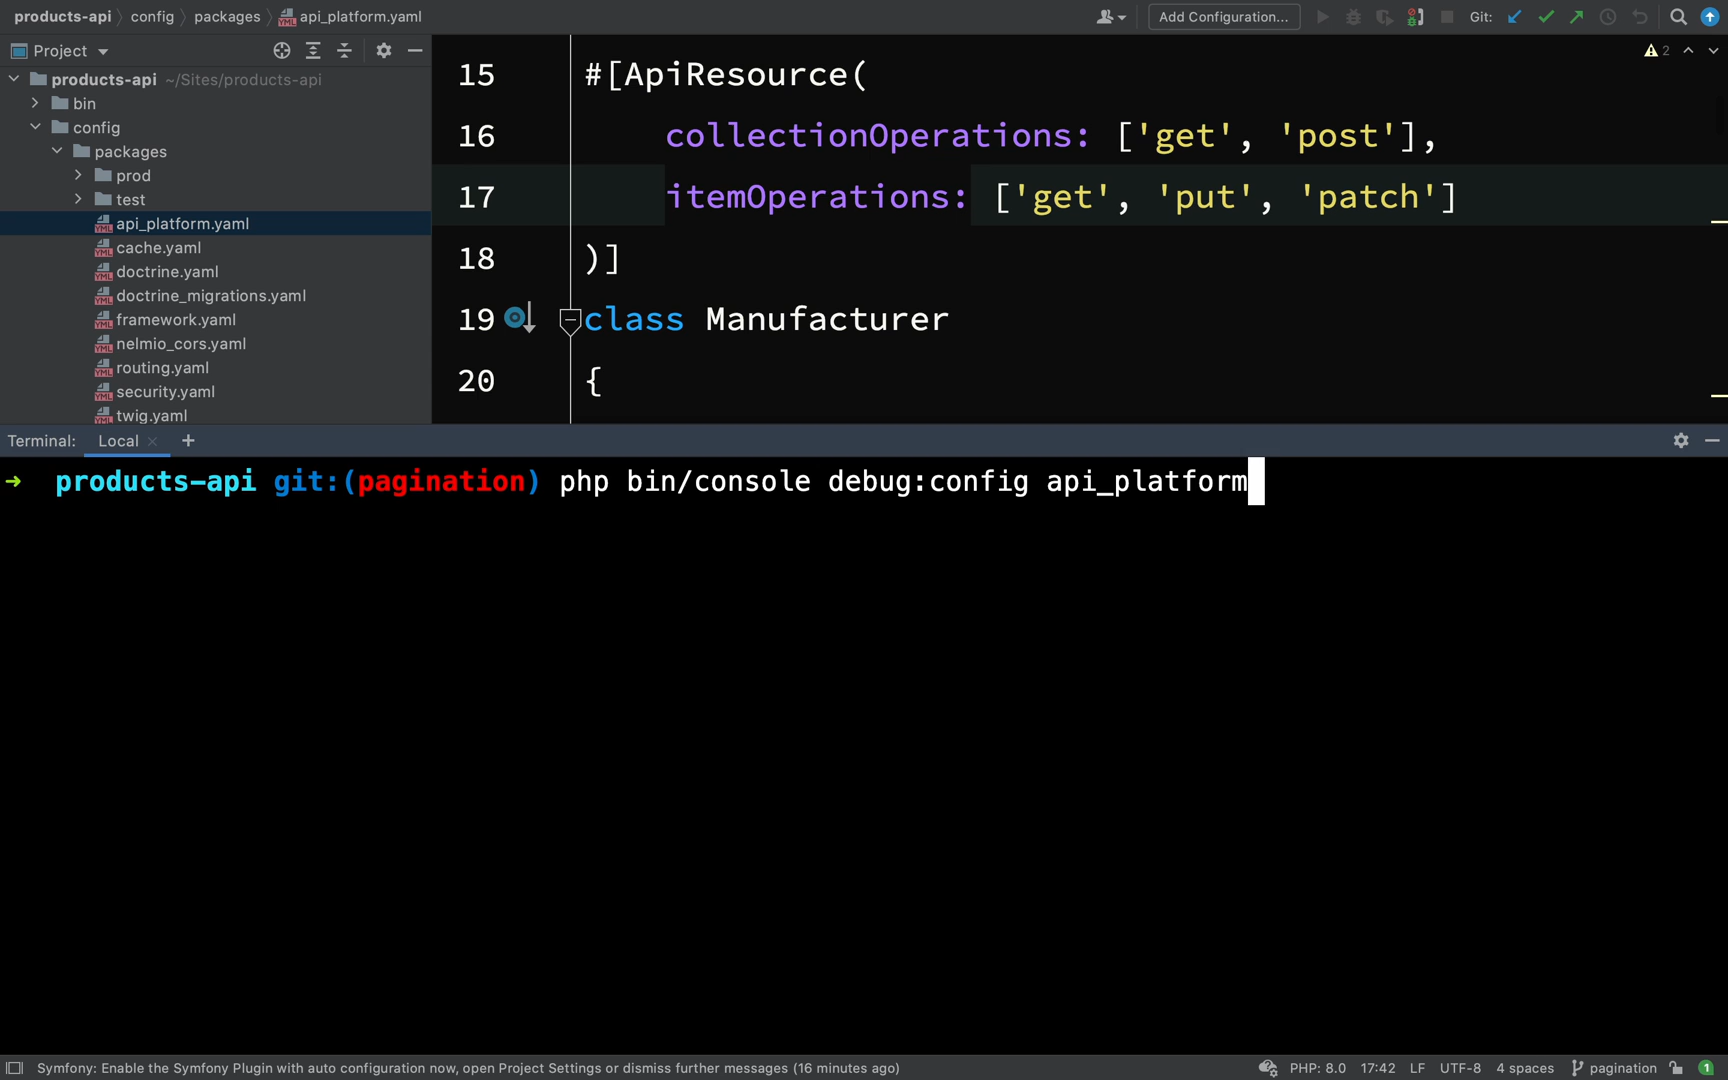 products-api config packages api_platform.yaml
Add Configuration...
Git:
Project
products-api ~/Sites/products-api
bin
config
packages
prod
test
api_platform.yaml
cache.yaml
doctrine.yaml
doctrine_migrations.yaml
framework.yaml
nelmio_cors.yaml
routing.yaml
security.yaml
twig.yaml
2
15 #[ApiResource(
16 collectionOperations: ['get', 'post'],
17 itemOperations: ['get', 'put', 'patch']
18 )]
19 class Manufacturer
20 {
Terminal: Local × +
→ products-api git:(pagination) php bin/console debug:config api_platform
Symfony: Enable the Symfony Plugin with auto configuration now, open Project Settings or dismiss further messages (16 minutes ago)
PHP: 8.0 17:42 LF UTF-8 4 spaces pagination 1